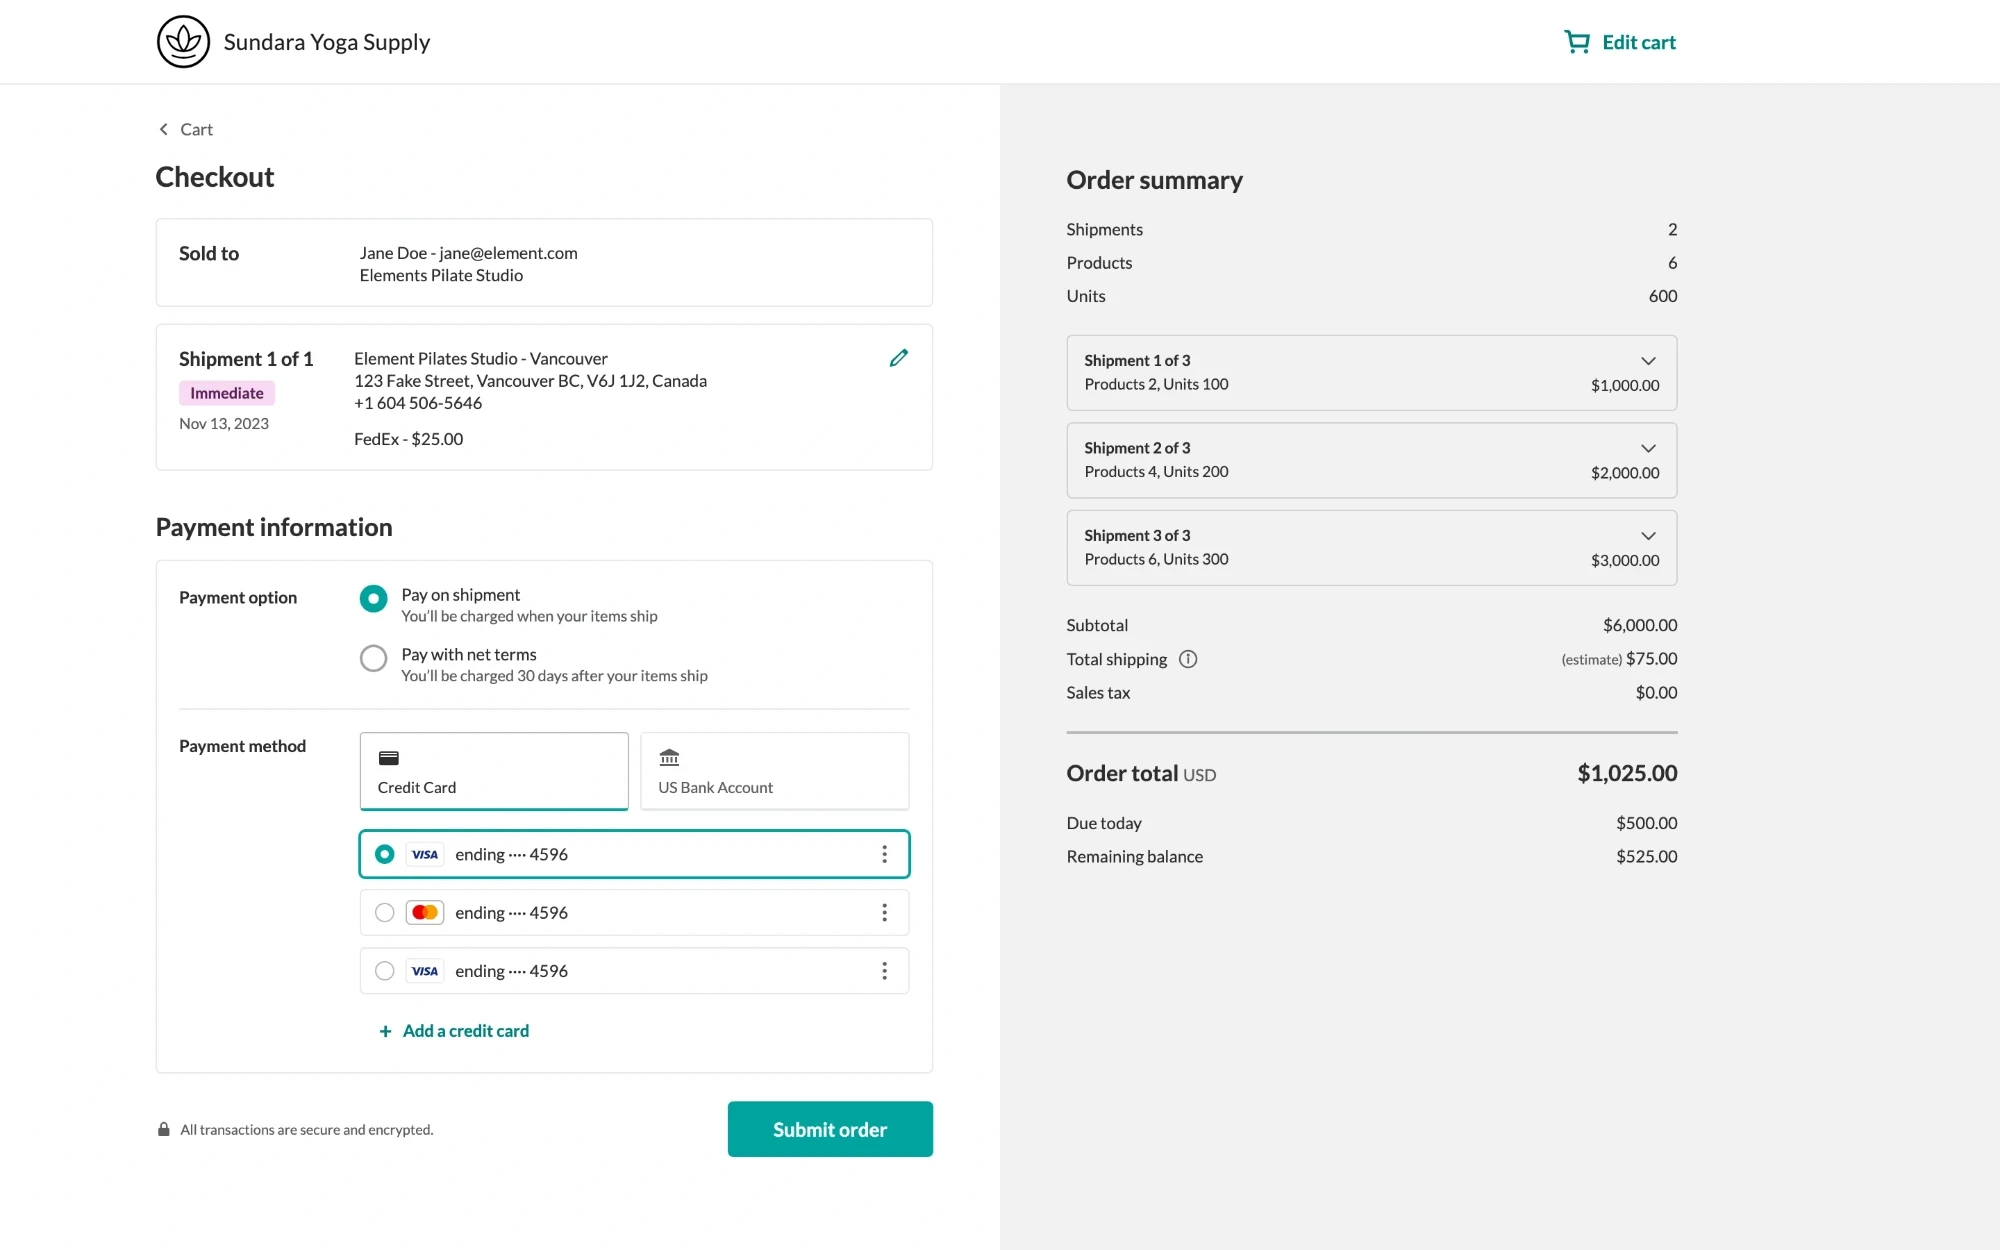 Sundara Yoga Supply
Edit cart
Cart
Checkout
Sold to
Jane Doe - jane@element.com
Elements Pilate Studio
Shipment 1 of 1
Immediate
Nov 13, 2023
Element Pilates Studio - Vancouver
123 Fake Street, Vancouver BC, V6J 1J2, Canada
+1 604 506-5646
FedEx - $25.00
Payment information
Payment option
Pay on shipment
You'll be charged when your items ship
Pay with net terms
You'll be charged 30 days after your items ship
Payment method
Credit Card
US Bank Account
VISA ending •••• 4596
ending •••• 4596
VISA ending •••• 4596
+ Add a credit card
All transactions are secure and encrypted.
Submit order
Order summary
Shipments 2
Products 6
Units 600
Shipment 1 of 3
Products 2, Units 100 $1,000.00
Shipment 2 of 3
Products 4, Units 200 $2,000.00
Shipment 3 of 3
Products 6, Units 300 $3,000.00
Subtotal $6,000.00
Total shipping (estimate) $75.00
Sales tax $0.00
Order total USD $1,025.00
Due today $500.00
Remaining balance $525.00